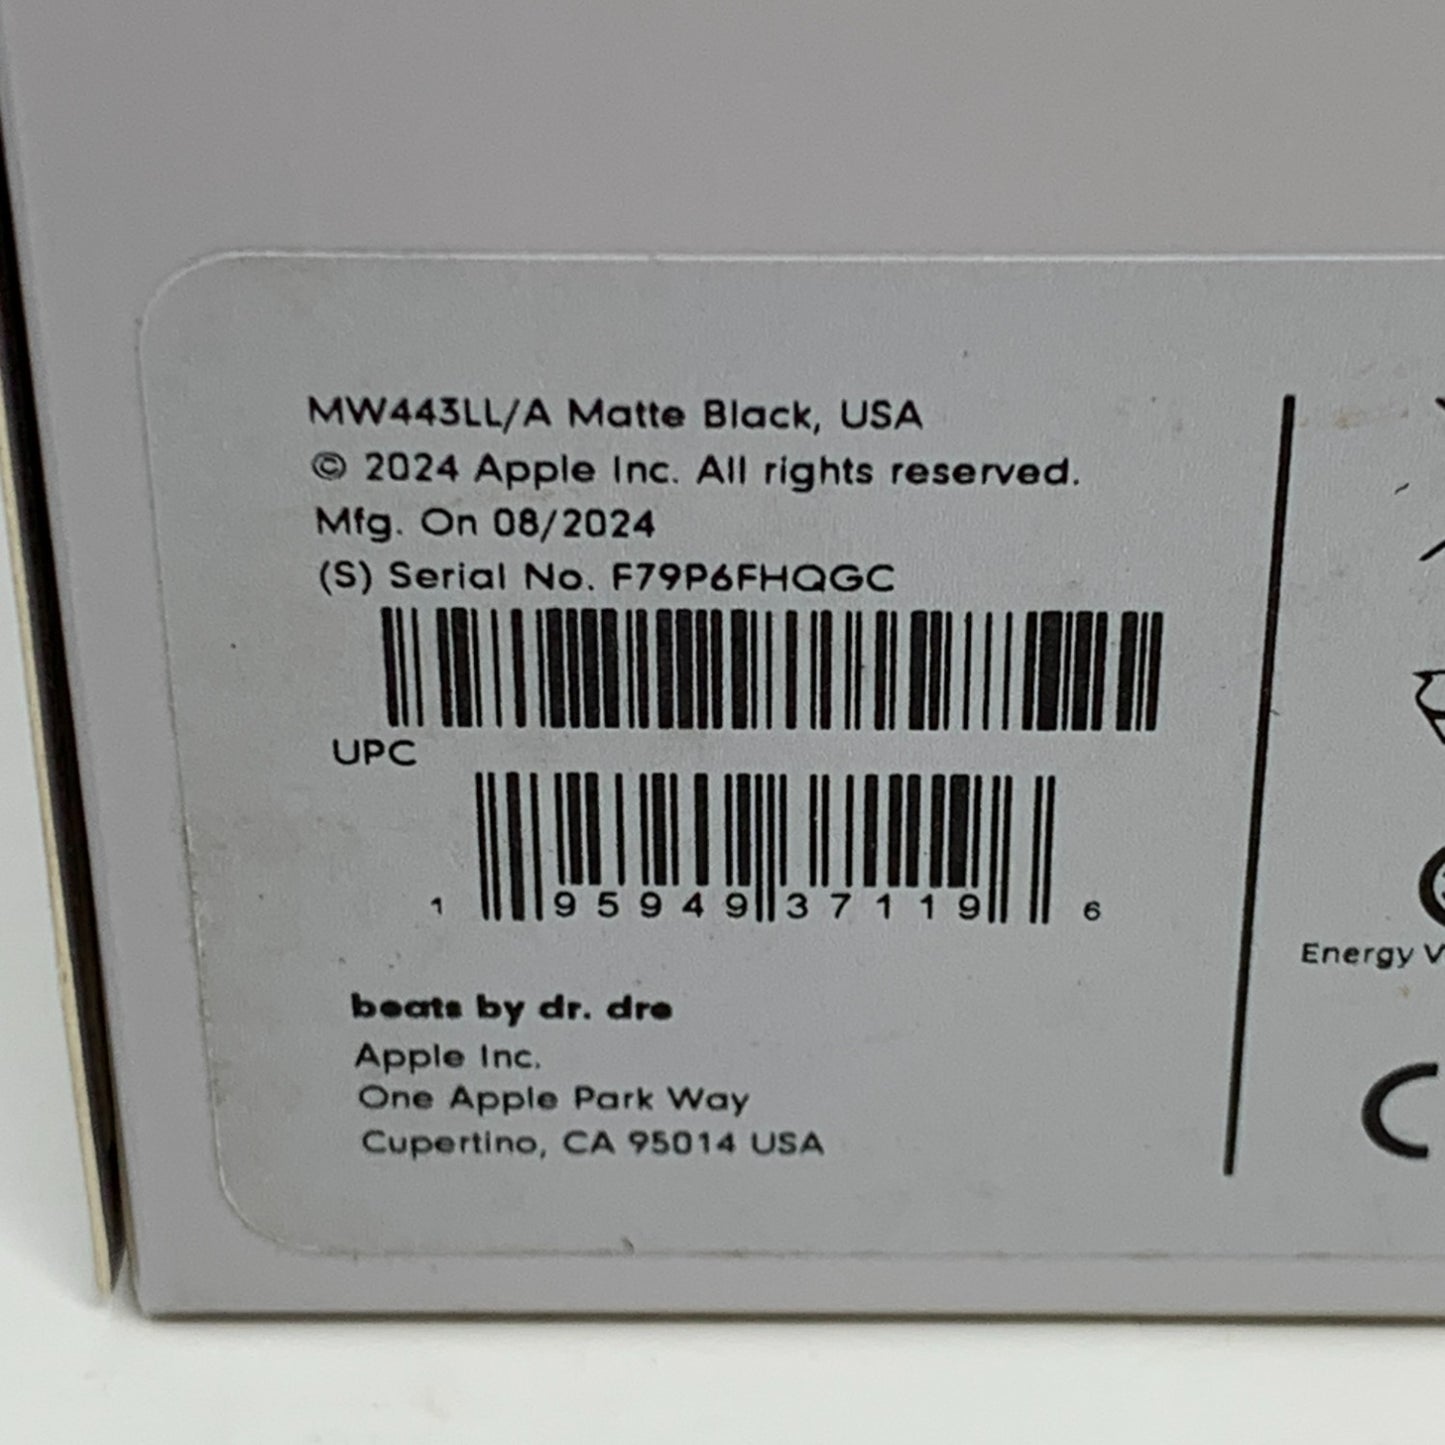 MW443LL/A Matte Black, USA
© 2024 Apple Inc. All rights reserved.
Mfg. On 08/2024
(S) Serial No. F79P6FHQGC
UPC
1 95949 37119 6
Energy
beats by dr. dre
Apple Inc.
One Apple Park Way
Cupertino, CA 95014 USA